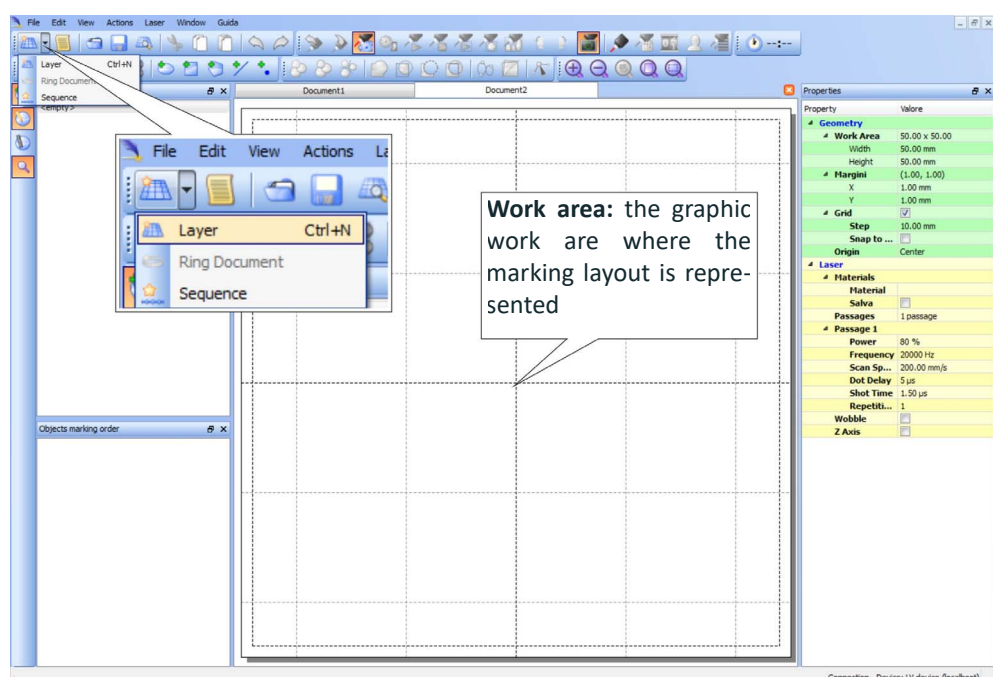 File Edit View Actions Laser Window Guida
--:--
Layer Ctrl+N
Ring Document
Sequence
<empty>
Document1 Document2
Properties
Property Valore
Geometry
Work Area 50.00 x 50.00
Width 50.00 mm
Height 50.00 mm
Margini (1.00, 1.00)
X 1.00 mm
Y 1.00 mm
Grid
Step 10.00 mm
Snap to ...
Origin Center
Laser
Materials
Material
Salva
Passages 1 passage
Passage 1
Power 80 %
Frequency 20000 Hz
Scan Sp... 200.00 mm/s
Dot Delay 5 µs
Shot Time 1.50 µs
Repetiti... 1
Wobble
Z Axis
File Edit View Actions La
Layer Ctrl+N
Ring Document
Sequence
Work area: the graphic
work are where the
marking layout is repre-
sented
Objects marking order